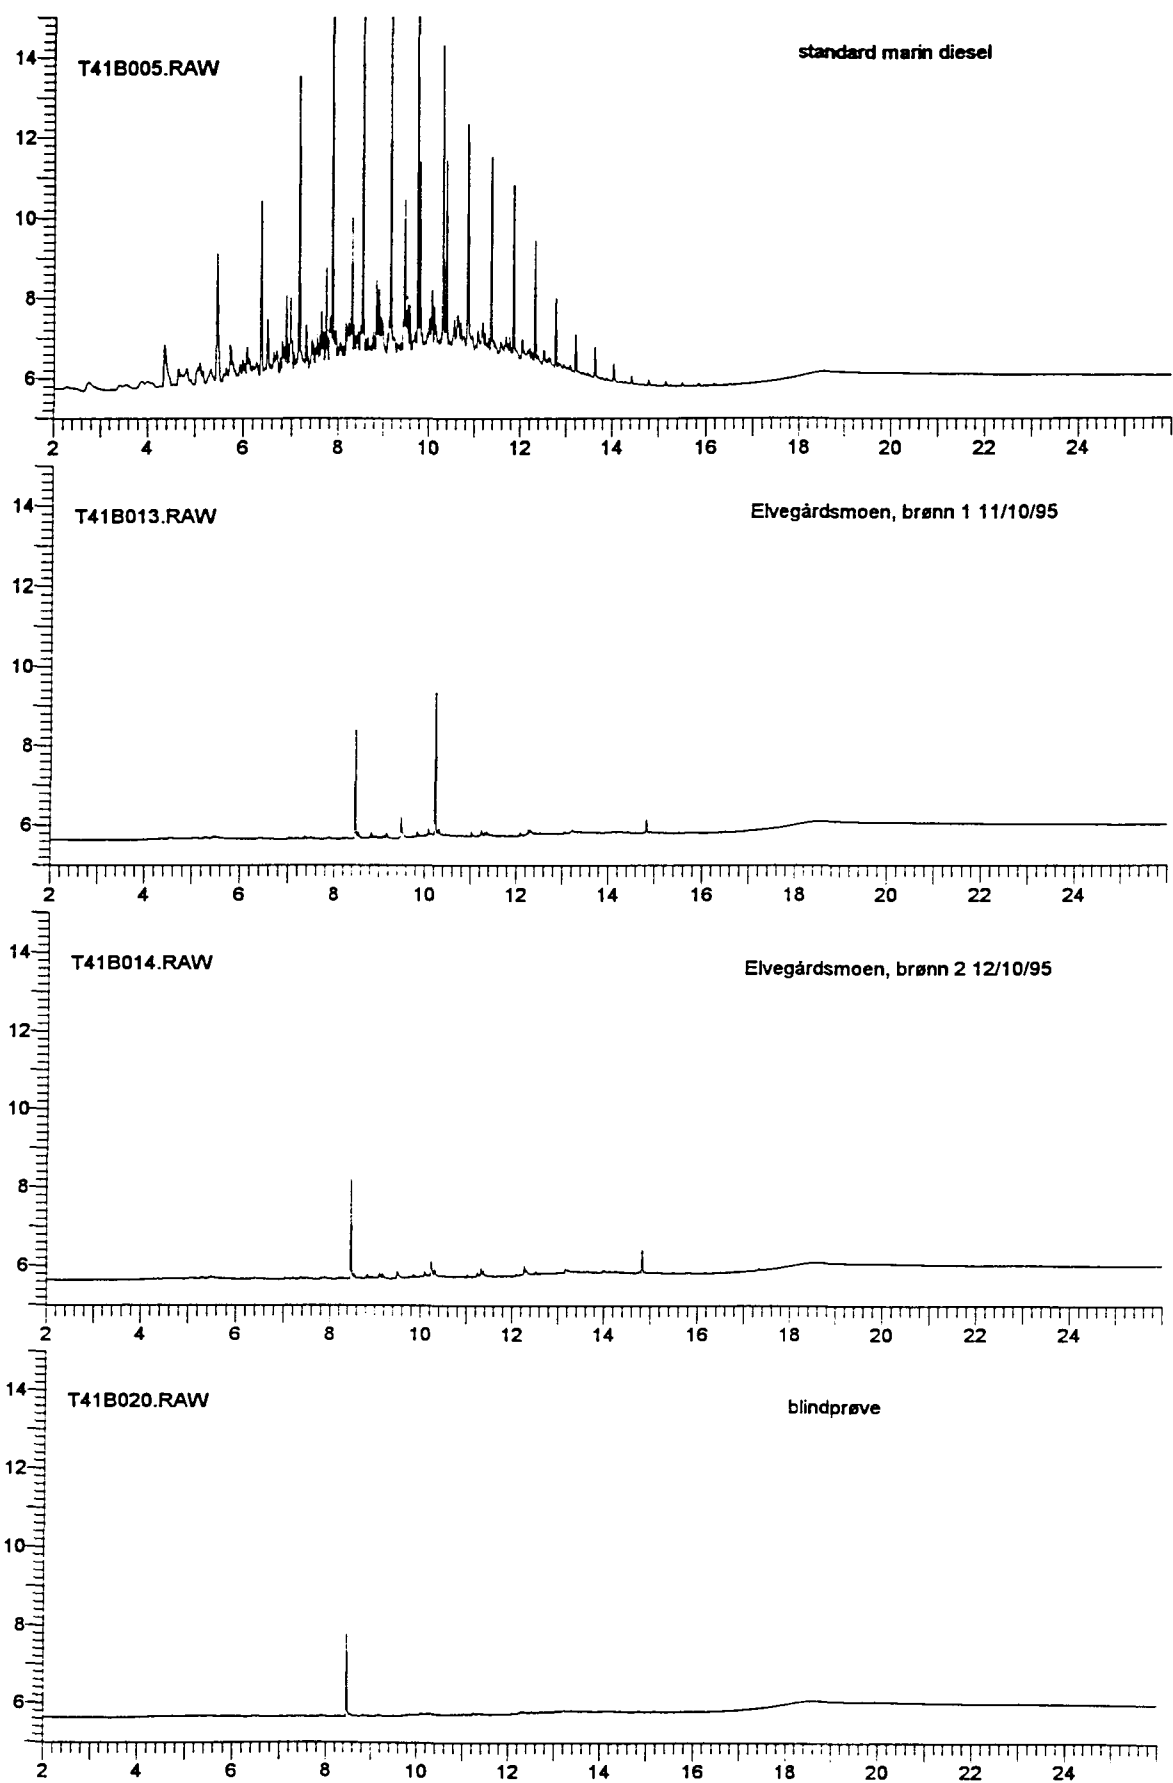 14
12
10
8
6
T41B005.RAW
standard marin diesel
2 4 6 8 10 12 14 16 18 20 22 24
14
12
10
8
6
T41B013.RAW
Elvegårdsmoen, brønn 1 11/10/95
2 4 6 8 10 12 14 16 18 20 22 24
14
12
10
8
6
T41B014.RAW
Elvegårdsmoen, brønn 2 12/10/95
2 4 6 8 10 12 14 16 18 20 22 24
14
12
10
8
6
T41B020.RAW
blindprøve
2 4 6 8 10 12 14 16 18 20 22 24